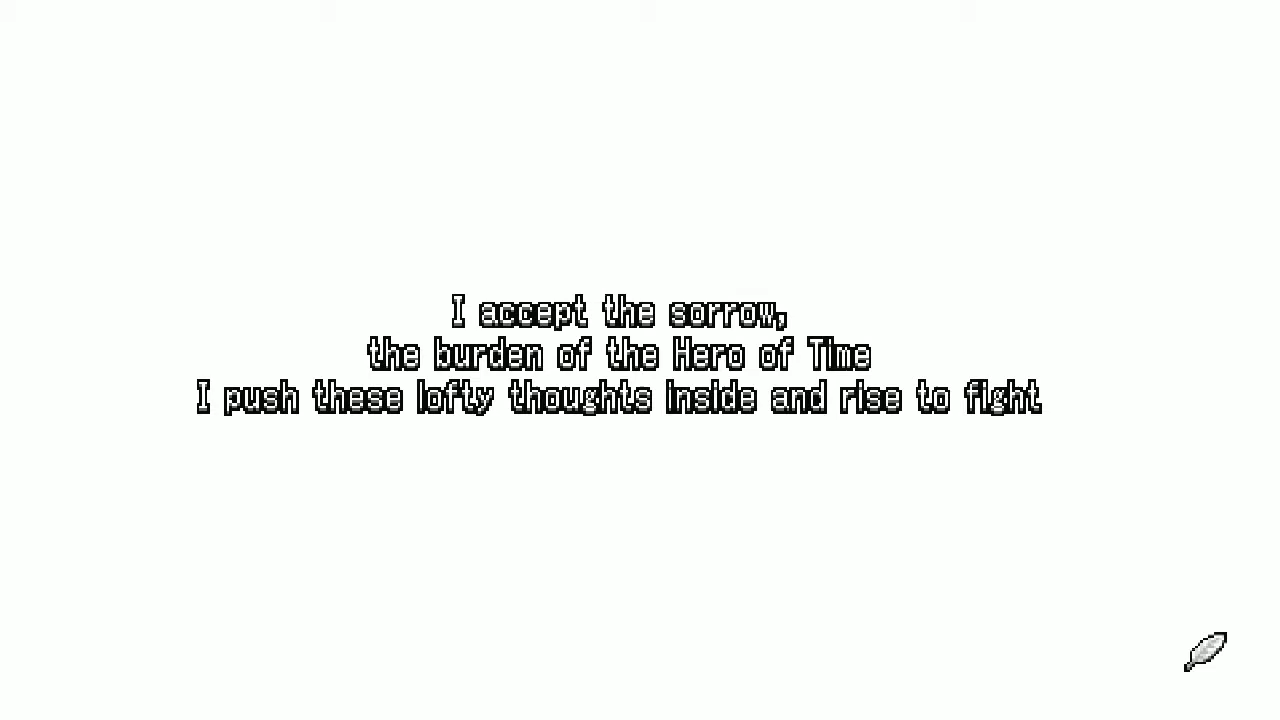 I accept the sorrow,
the burden of the Hero of Time
I push these lofty thoughts inside and rise to fight